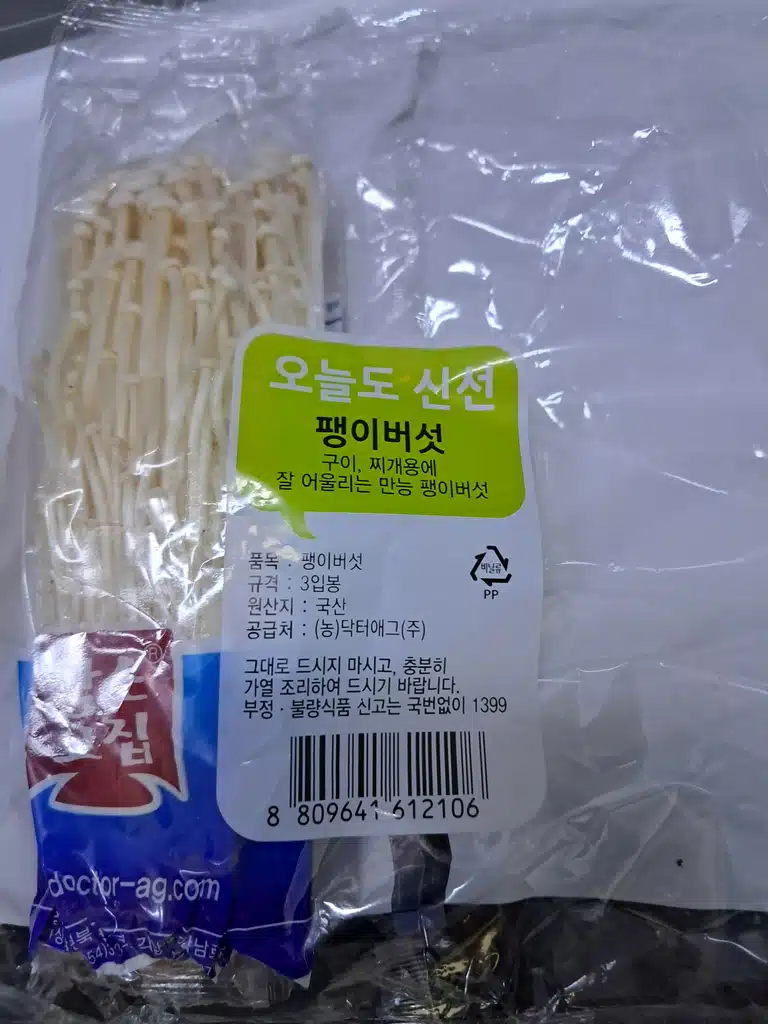 오늘도 신선
팽이버섯
구이, 찌개용에
잘 어울리는 만능 팽이버섯
품목 : 팽이버섯
규격 : 3입봉
원산지 : 국산
공급처 : (농)닥터애그(주)
비닐류
PP
그대로 드시지 마시고, 충분히
가열 조리하여 드시기 바랍니다.
부정 · 불량식품 신고는 국번없이 1399
8 809641 612106
집
doctor-ag.com